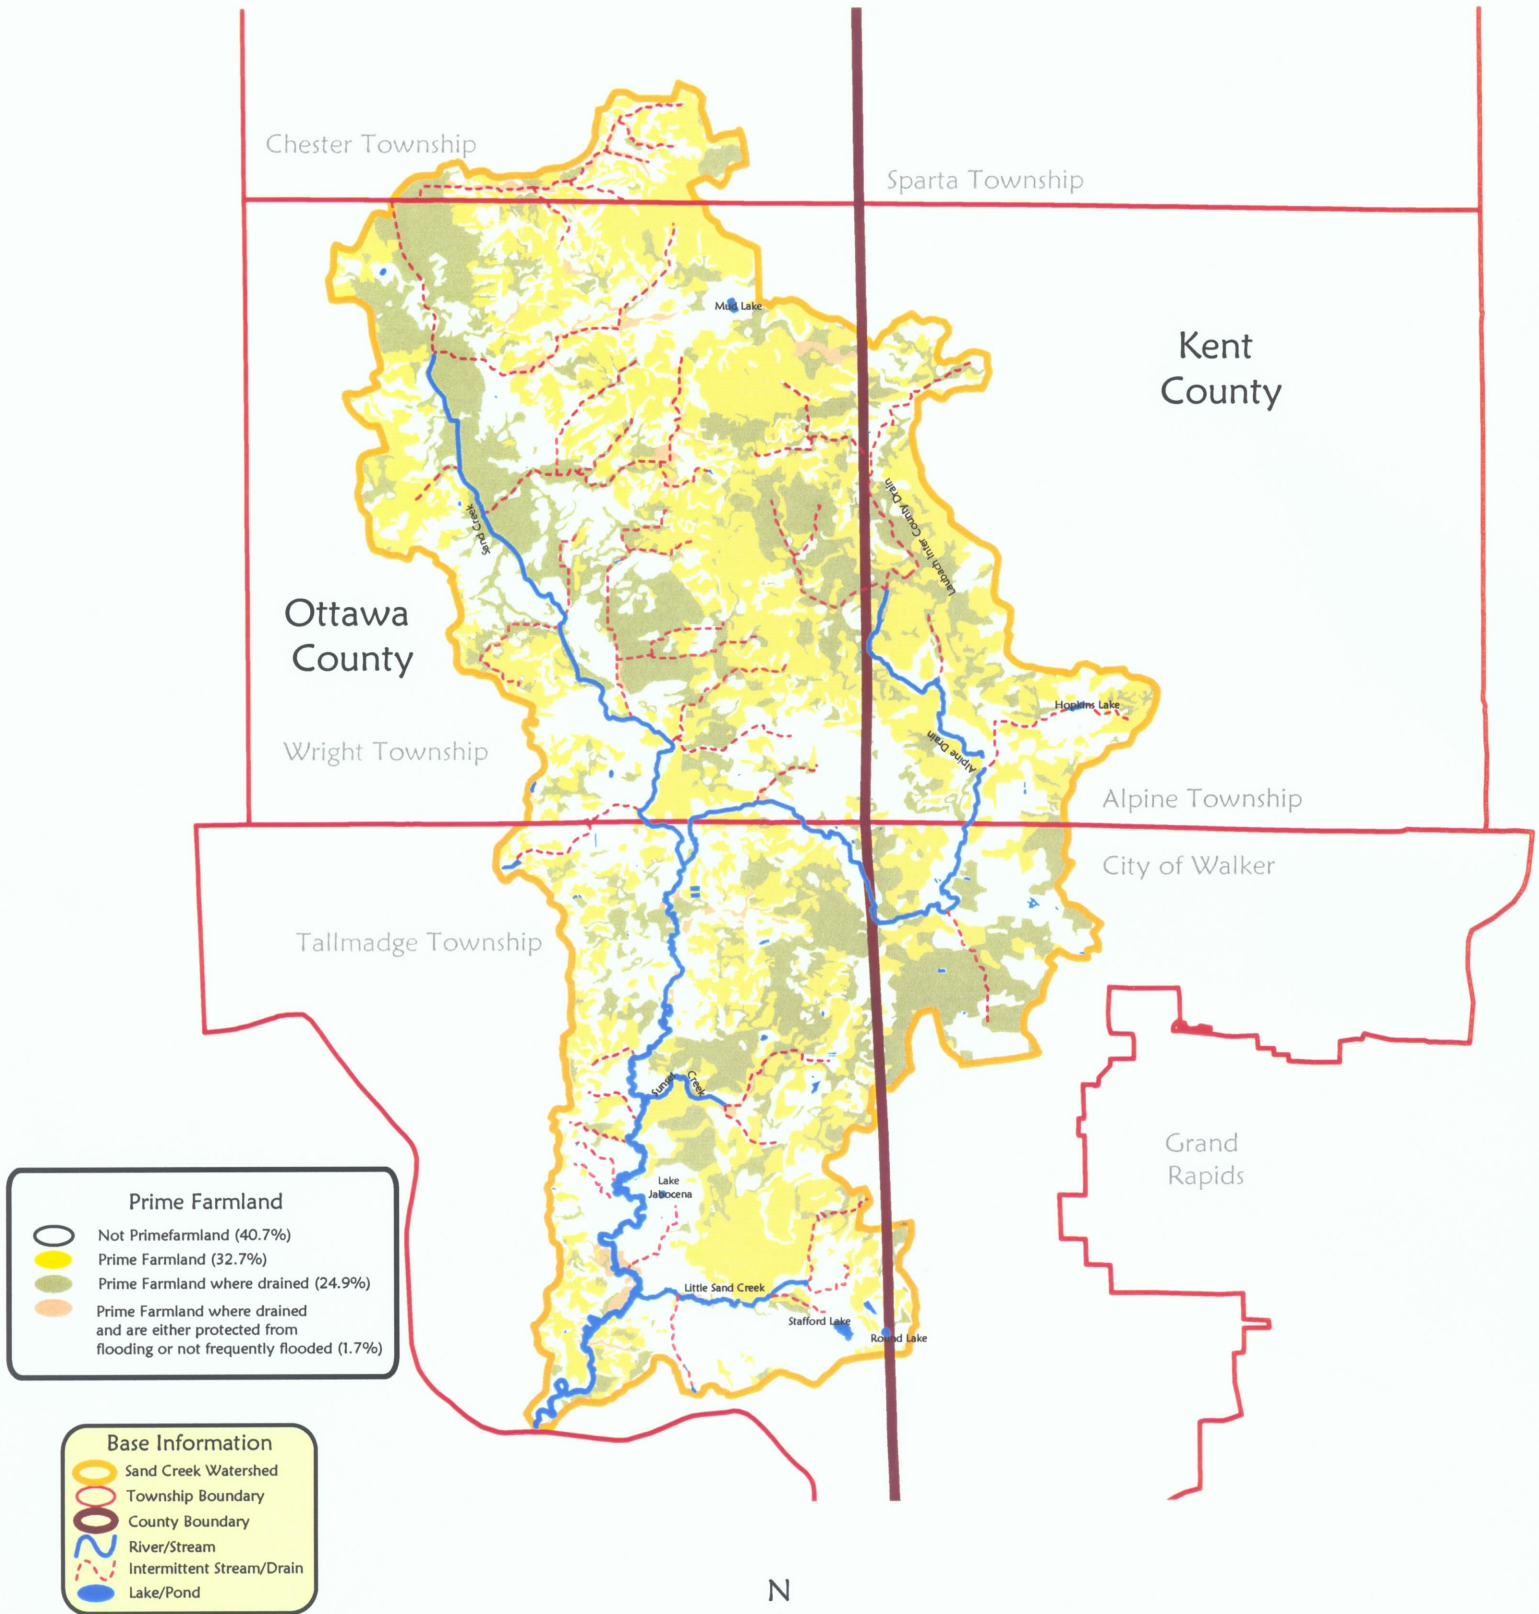 Chester Township
Sparta Township
Mud Lake
Kent
County
Laubach Inter County Drain
Sand Creek
Ottawa
County
Hopkins Lake
Alpine Drain
Wright Township
Alpine Township
City of Walker
Tallmadge Township
Sunset Creek
Grand
Rapids
Lake
Jabocena
Little Sand Creek
Stafford Lake
Round Lake
Prime Farmland
Not Primefarmland (40.7%)
Prime Farmland (32.7%)
Prime Farmland where drained (24.9%)
Prime Farmland where drained
and are either protected from
flooding or not frequently flooded (1.7%)
Base Information
Sand Creek Watershed
Township Boundary
County Boundary
River/Stream
Intermittent Stream/Drain
Lake/Pond
N